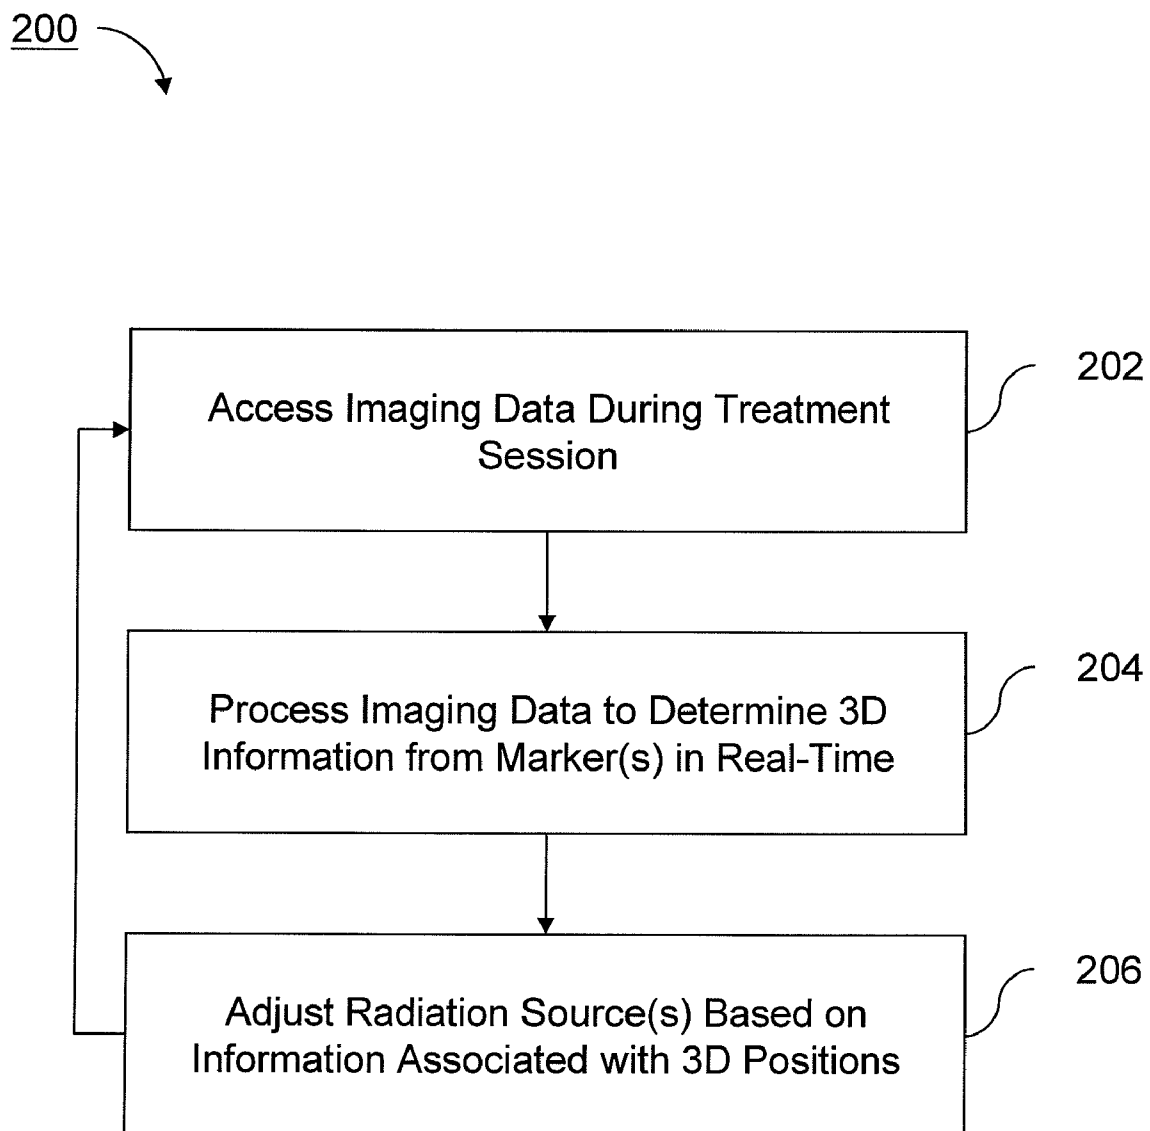 200
Access Imaging Data During Treatment
Session
202
Process Imaging Data to Determine 3D
Information from Marker(s) in Real-Time
204
Adjust Radiation Source(s) Based on
Information Associated with 3D Positions
206